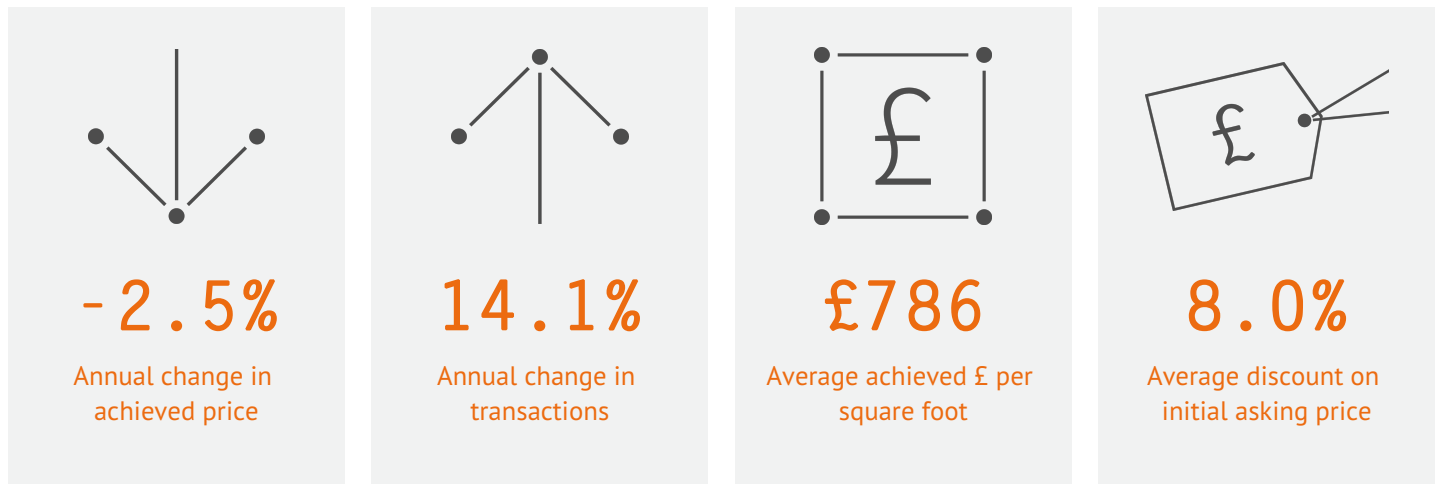 £
£
-2.5%
Annual change in
achieved price
14.1%
Annual change in
transactions
£786
Average achieved £ per
square foot
8.0%
Average discount on
initial asking price